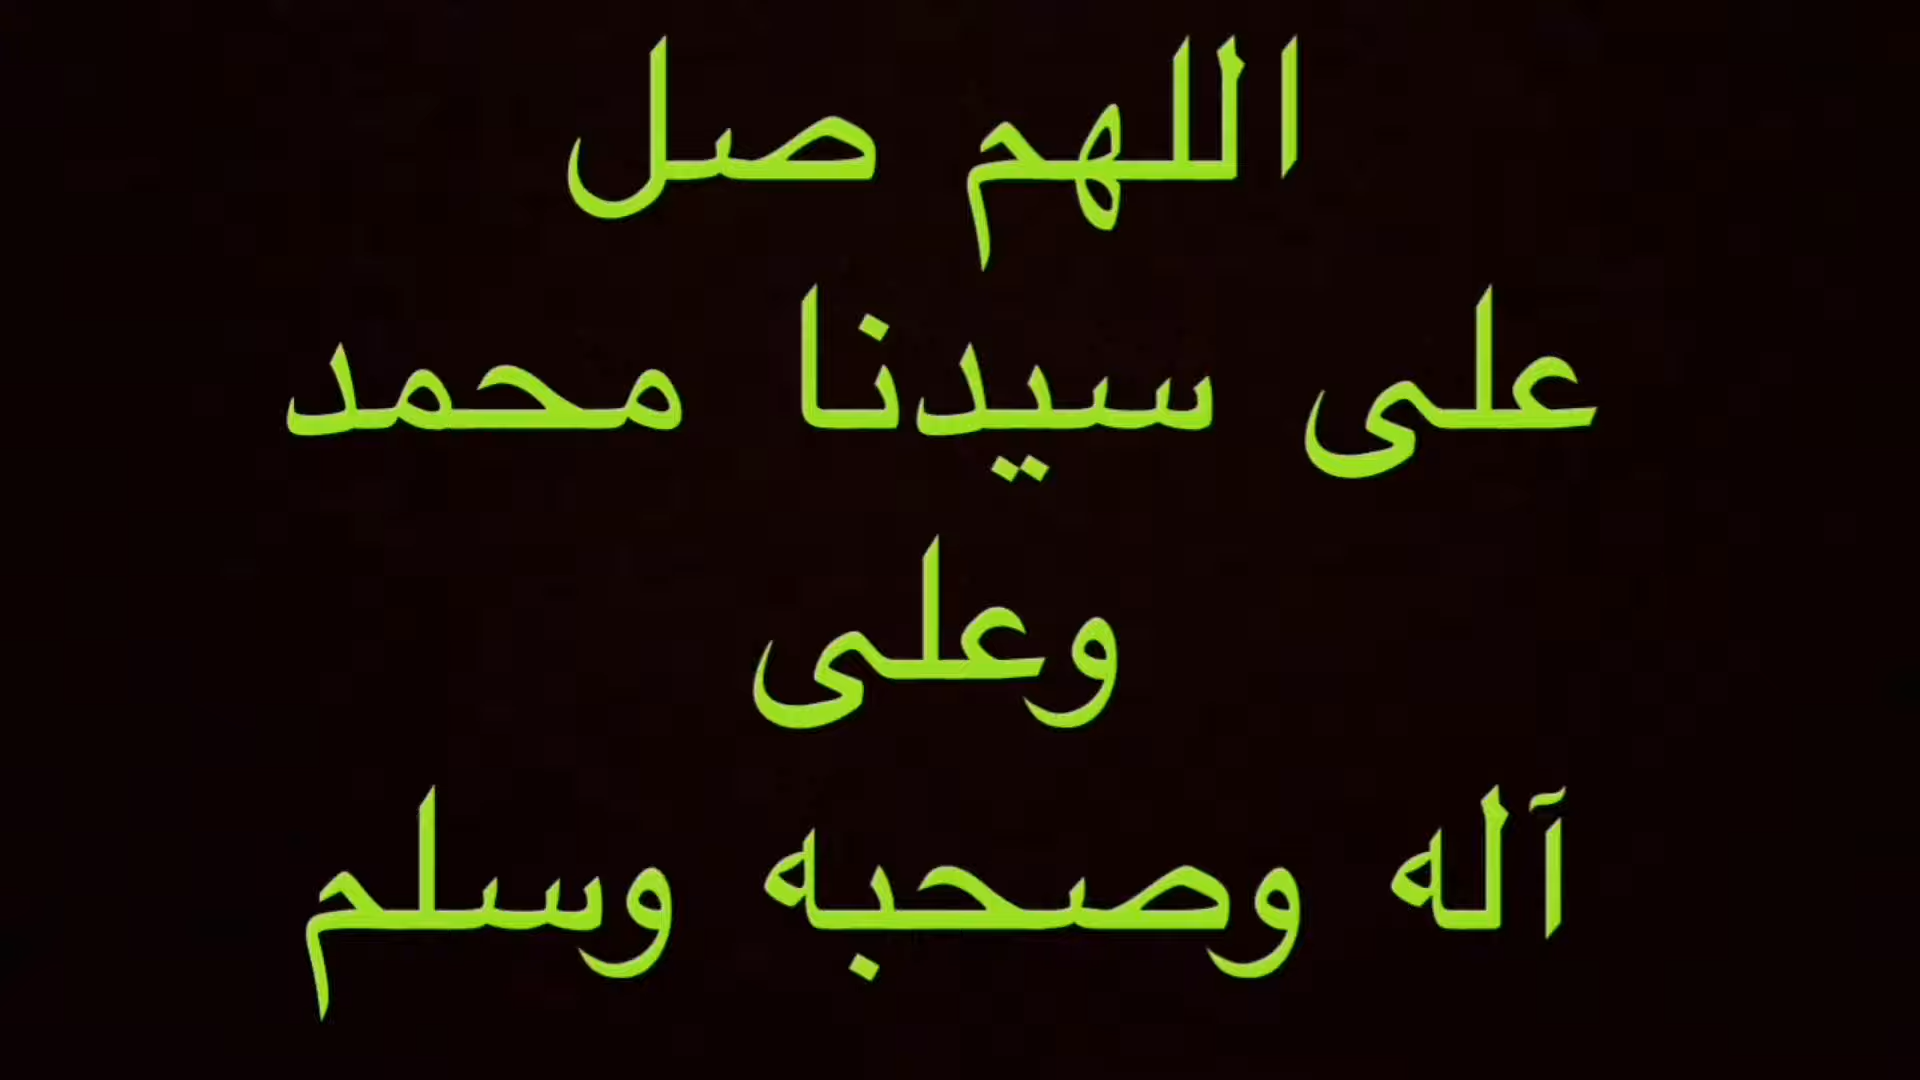 اللهم صل
على سيدنا محمد
وعلى
آله وصحبه وسلم